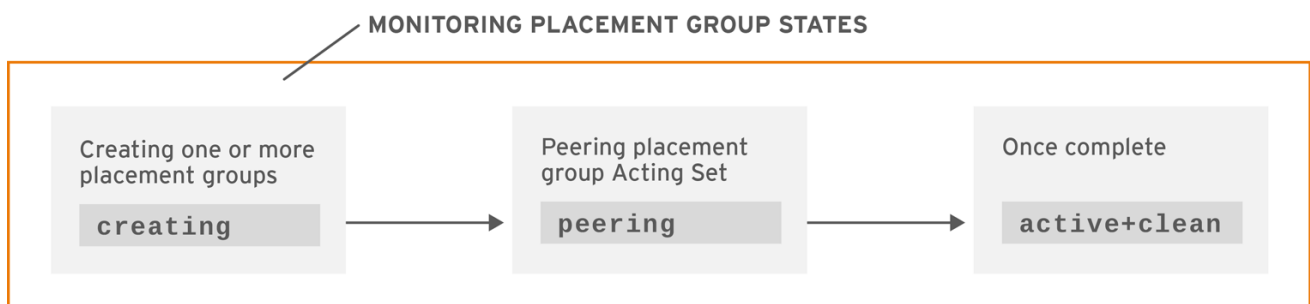 MONITORING PLACEMENT GROUP STATES
Creating one or more
placement groups
creating
Peering placement
group Acting Set
peering
Once complete
active+clean